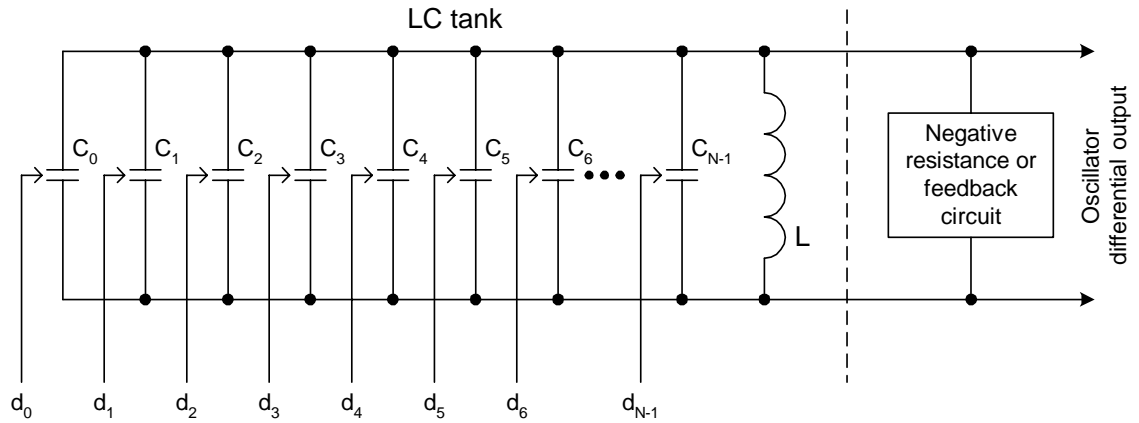 LC tank
C0
C1
C2
C3
C4
C5
C6
CN-1
L
Negative
resistance or
feedback
circuit
Oscillator
differential output
d0
d1
d2
d3
d4
d5
d6
dN-1